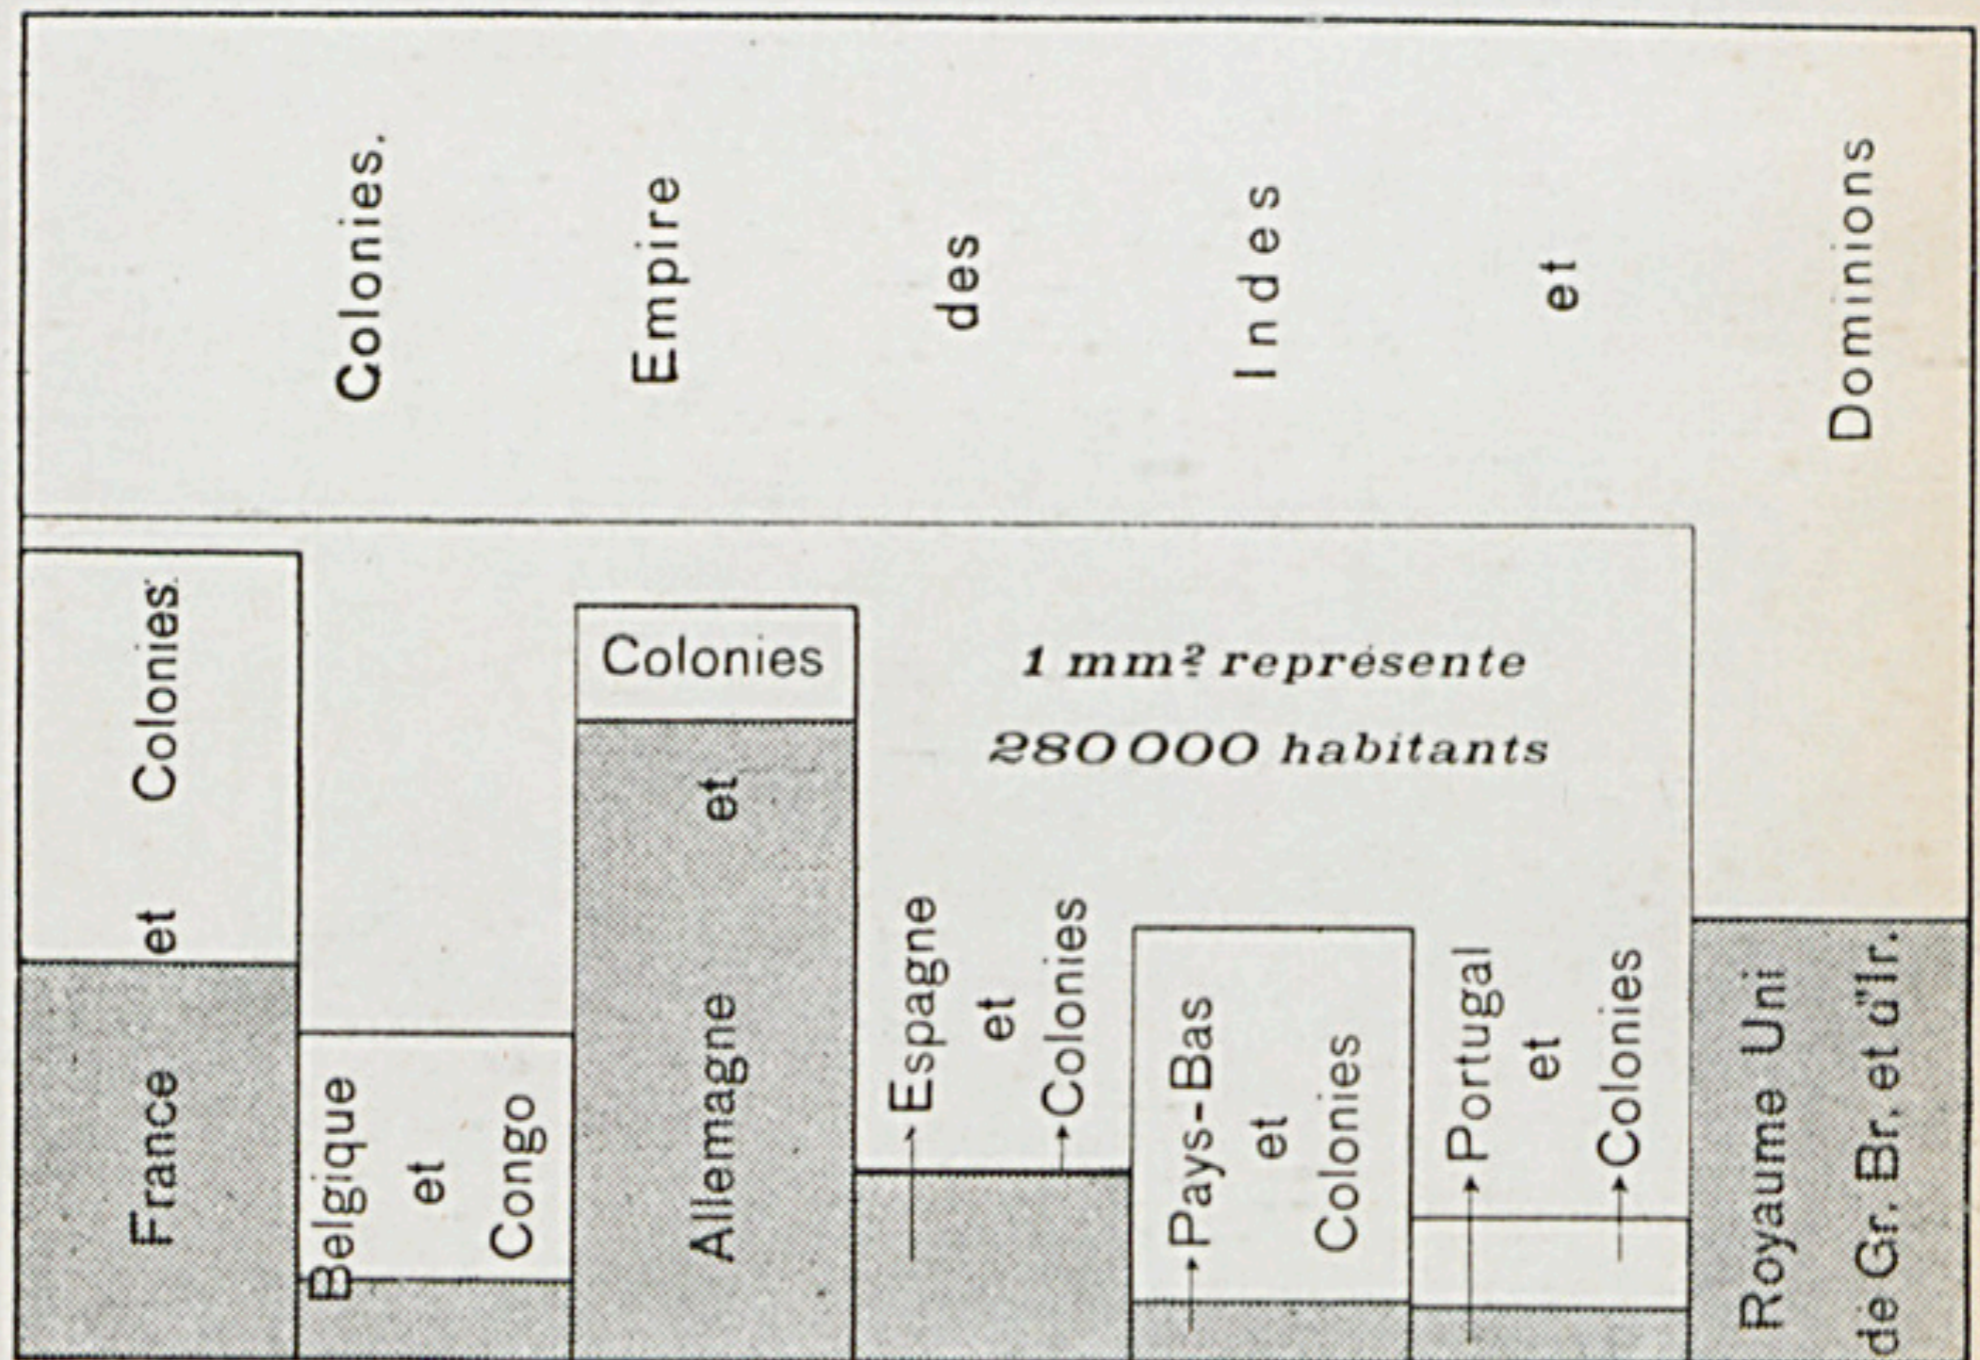 Colonies.
Empire
des
Indes
et
Dominions
France et Colonies
Belgique
et
Congo
Allemagne et
Colonies
1 mm² représente
280 000 habitants
Espagne
et
Colonies
Pays-Bas
et
Colonies
Portugal
et
Colonies
Royaume Uni
de Gr. Br. et d'Ir.